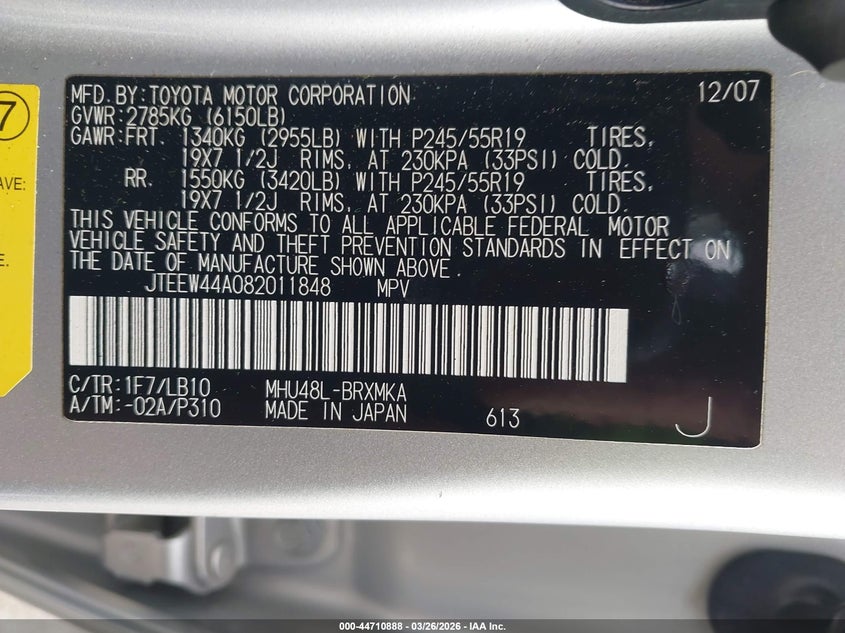 7
AVE:
E.
MFD. BY: TOYOTA MOTOR CORPORATION 12/07
GVWR: 2785KG (6150LB)
GAWR: FRT. 1340KG (2955LB) WITH P245/55R19 TIRES,
19X7 1/2J RIMS, AT 230KPA (33PSI) COLD.
RR. 1550KG (3420LB) WITH P245/55R19 TIRES,
19X7 1/2J RIMS, AT 230KPA (33PSI) COLD.
THIS VEHICLE CONFORMS TO ALL APPLICABLE FEDERAL MOTOR
VEHICLE SAFETY AND THEFT PREVENTION STANDARDS IN EFFECT ON
THE DATE OF MANUFACTURE SHOWN ABOVE.
JTEEW44A082011848 MPV
C/TR: 1F7/LB10 MHU48L-BRXMKA
A/TM: -02A/P310 MADE IN JAPAN 613 J
000-44710888 - 03/26/2026 - IAA Inc.